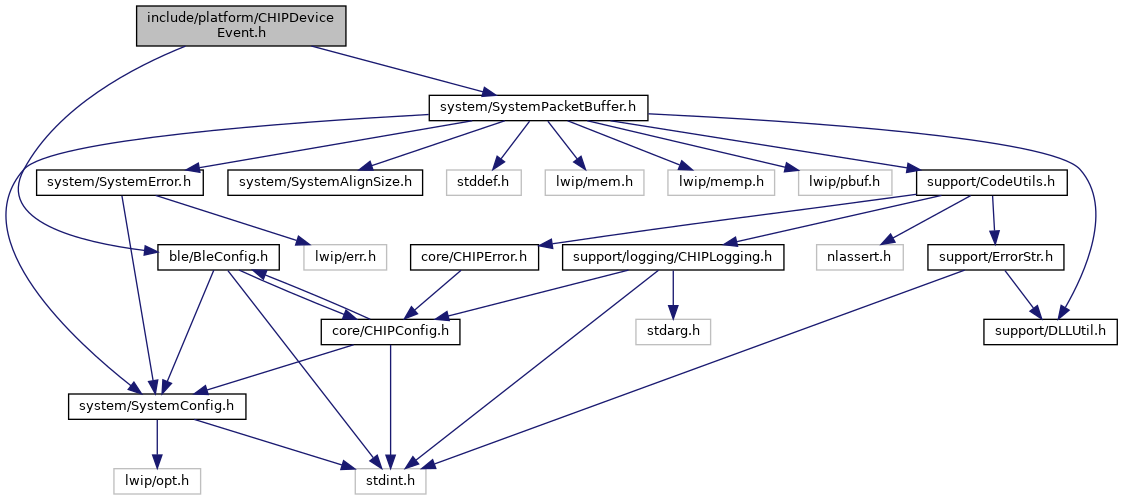 include/platform/CHIPDevice
Event.h
system/SystemPacketBuffer.h
system/SystemError.h
system/SystemAlignSize.h
stddef.h
lwip/mem.h
lwip/memp.h
lwip/pbuf.h
support/CodeUtils.h
ble/BleConfig.h
lwip/err.h
core/CHIPError.h
support/logging/CHIPLogging.h
nlassert.h
support/ErrorStr.h
core/CHIPConfig.h
stdarg.h
support/DLLUtil.h
system/SystemConfig.h
lwip/opt.h
stdint.h